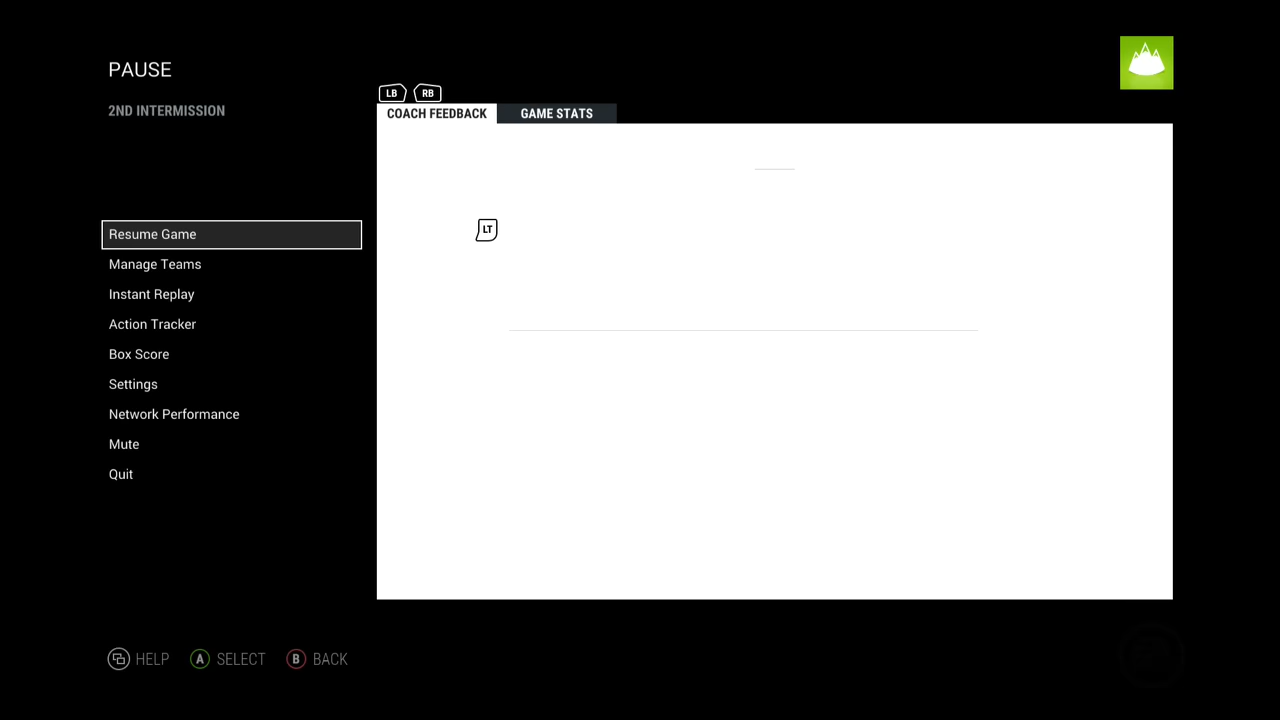 PAUSE
2ND INTERMISSION
LB RB
COACH FEEDBACK GAME STATS
LT
Resume Game
Manage Teams
Instant Replay
Action Tracker
Box Score
Settings
Network Performance
Mute
Quit
HELP A SELECT B BACK